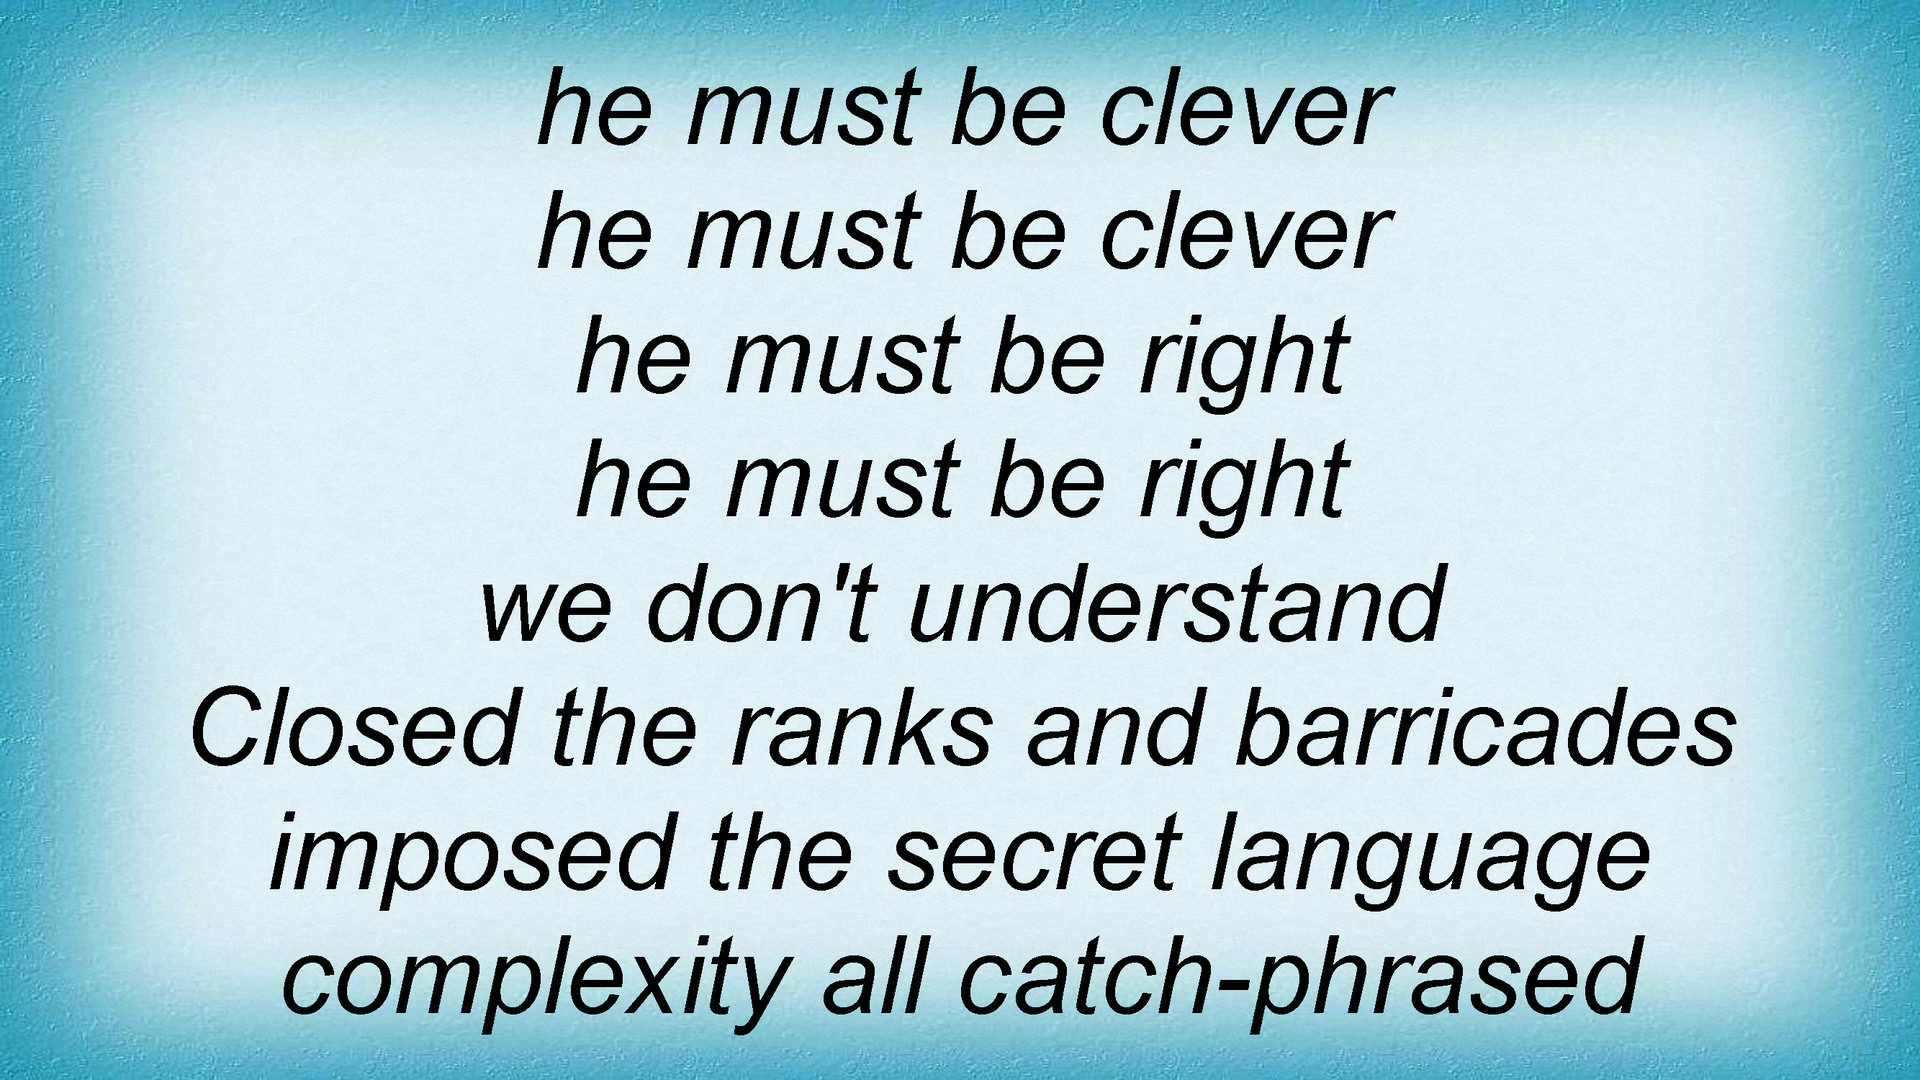 he must be clever
he must be clever
he must be right
he must be right
we don't understand
Closed the ranks and barricades
imposed the secret language
complexity all catch-phrased